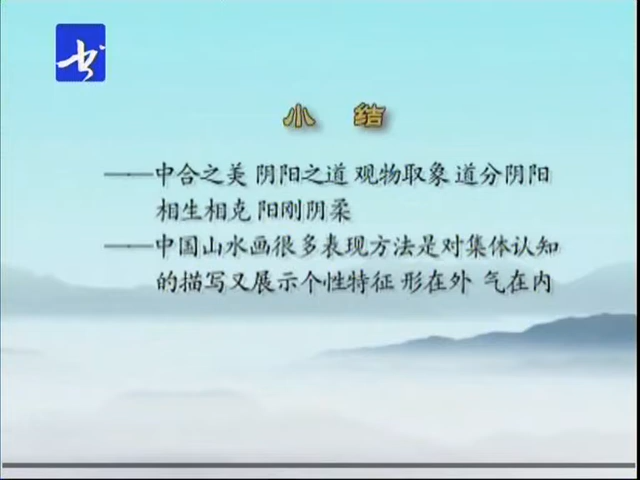 书
小 结
——中合之美 阴阳之道 观物取象 道分阴阳
相生相克 阳刚阴柔
——中国山水画很多表现方法是对集体认知
的描写又展示个性特征 形在外 气在内